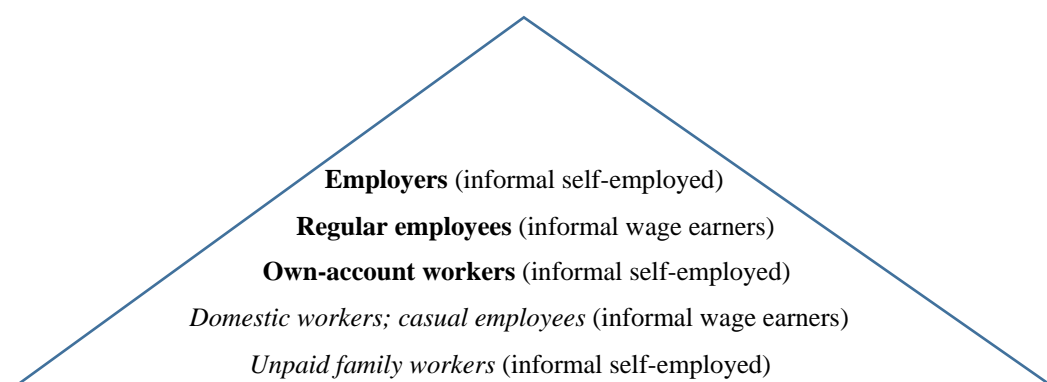 Employers (informal self-employed)
Regular employees (informal wage earners)
Own-account workers (informal self-employed)
Domestic workers; casual employees (informal wage earners)
Unpaid family workers (informal self-employed)